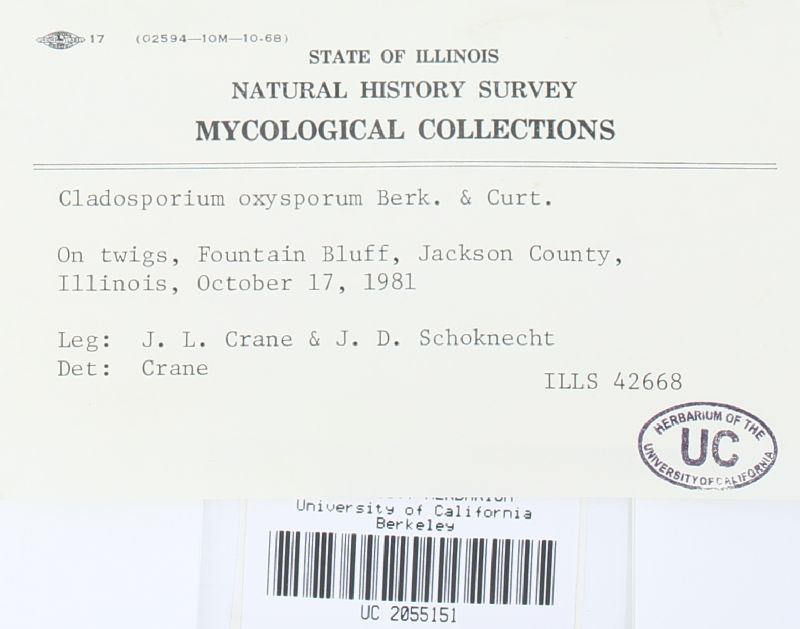 17 (02594—10M—10-68)
STATE OF ILLINOIS
NATURAL HISTORY SURVEY
MYCOLOGICAL COLLECTIONS
Cladosporium oxysporum Berk. & Curt.
On twigs, Fountain Bluff, Jackson County,
Illinois, October 17, 1981
Leg: J. L. Crane & J. D. Schoknecht
Det: Crane
ILLS 42668
HERBARIUM OF THE
UC
UNIVERSITY OF CALIFORNIA
HERBARIUM
University of California
Berkeley
UC 2055151